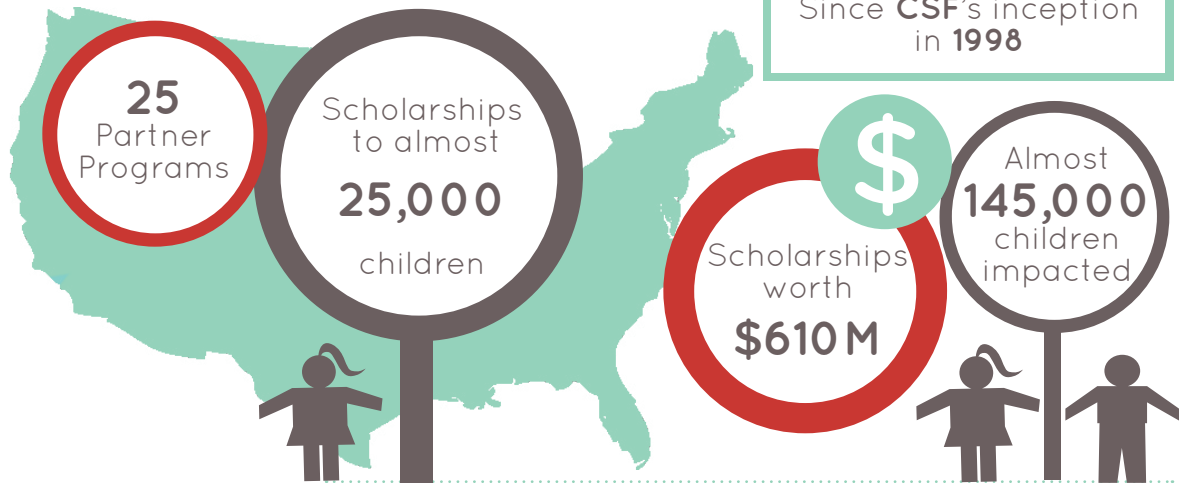 25
Partner
Programs
Scholarships
to almost
25,000
children
Since CSF's inception
in 1998
$
Scholarships
worth
$610 M
Almost
145,000
children
impacted